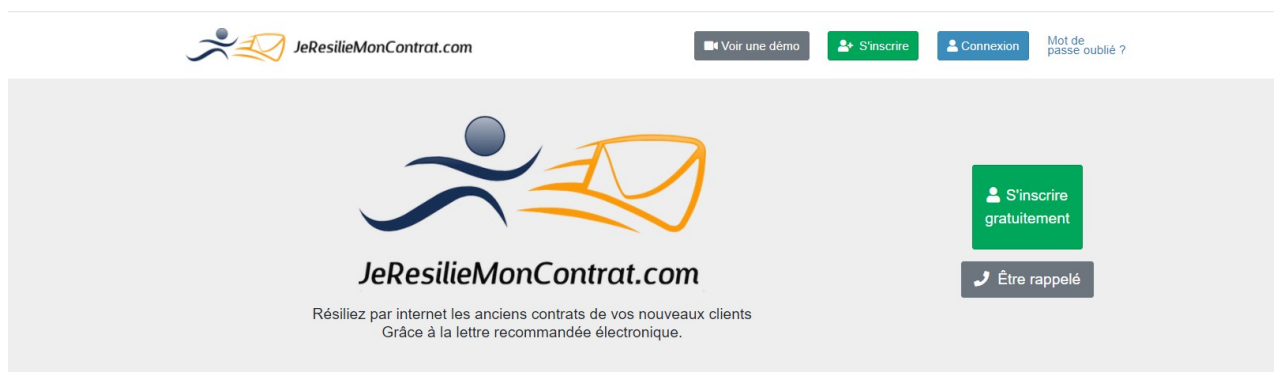 JeResilieMonContrat.com
Voir une démo
S'inscrire
Connexion
Mot de
passe oublié ?
JeResilieMonContrat.com
Résiliez par internet les anciens contrats de vos nouveaux clients
Grâce à la lettre recommandée électronique.
S'inscrire
gratuitement
Être rappelé